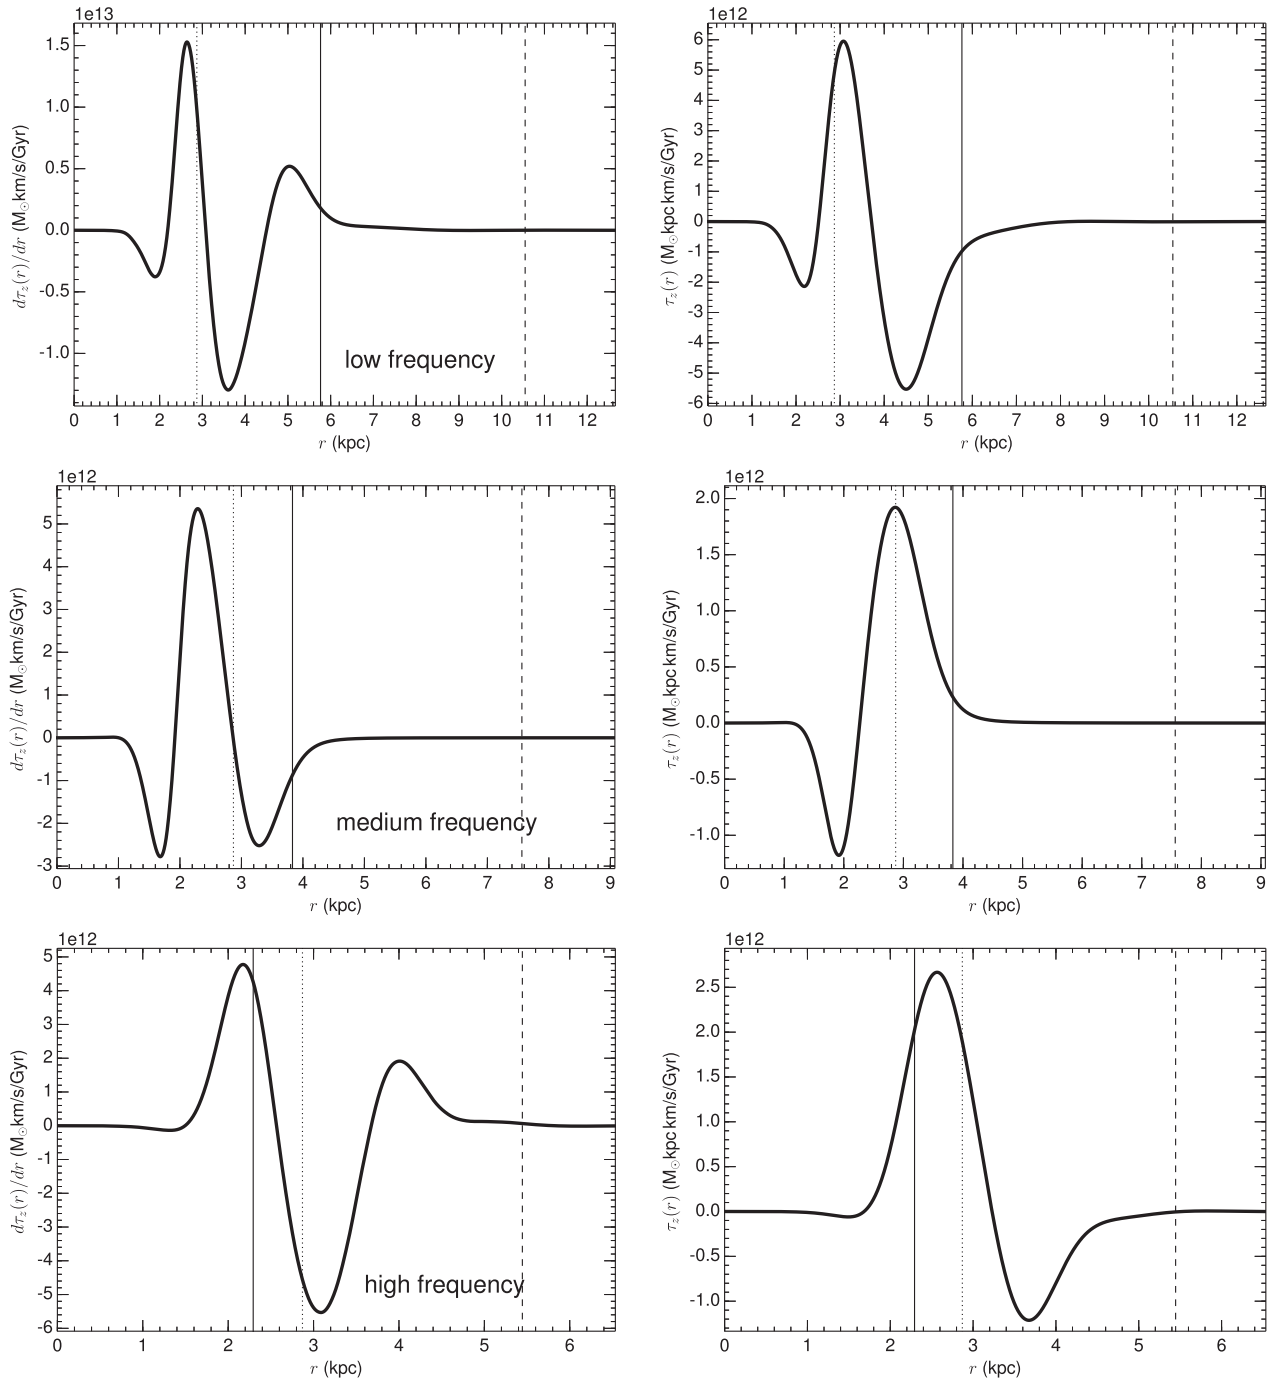 1e13
1.5
1.0
0.5
0.0
-0.5
-1.0
dτz(r)/dr (M⊙km/s/Gyr)
low frequency
0 1 2 3 4 5 6 7 8 9 10 11 12
r (kpc)
1e12
6
5
4
3
2
1
0
-1
-2
-3
-4
-5
-6
τz(r) (M⊙kpc km/s/Gyr)
0 1 2 3 4 5 6 7 8 9 10 11 12
r (kpc)
1e12
5
4
3
2
1
0
-1
-2
-3
dτz(r)/dr (M⊙km/s/Gyr)
medium frequency
0 1 2 3 4 5 6 7 8 9
r (kpc)
1e12
2.0
1.5
1.0
0.5
0.0
-0.5
-1.0
τz(r) (M⊙kpc km/s/Gyr)
0 1 2 3 4 5 6 7 8 9
r (kpc)
1e12
5
4
3
2
1
0
-1
-2
-3
-4
-5
-6
dτz(r)/dr (M⊙km/s/Gyr)
high frequency
0 1 2 3 4 5 6
r (kpc)
1e12
2.5
2.0
1.5
1.0
0.5
0.0
-0.5
-1.0
τz(r) (M⊙kpc km/s/Gyr)
0 1 2 3 4 5 6
r (kpc)